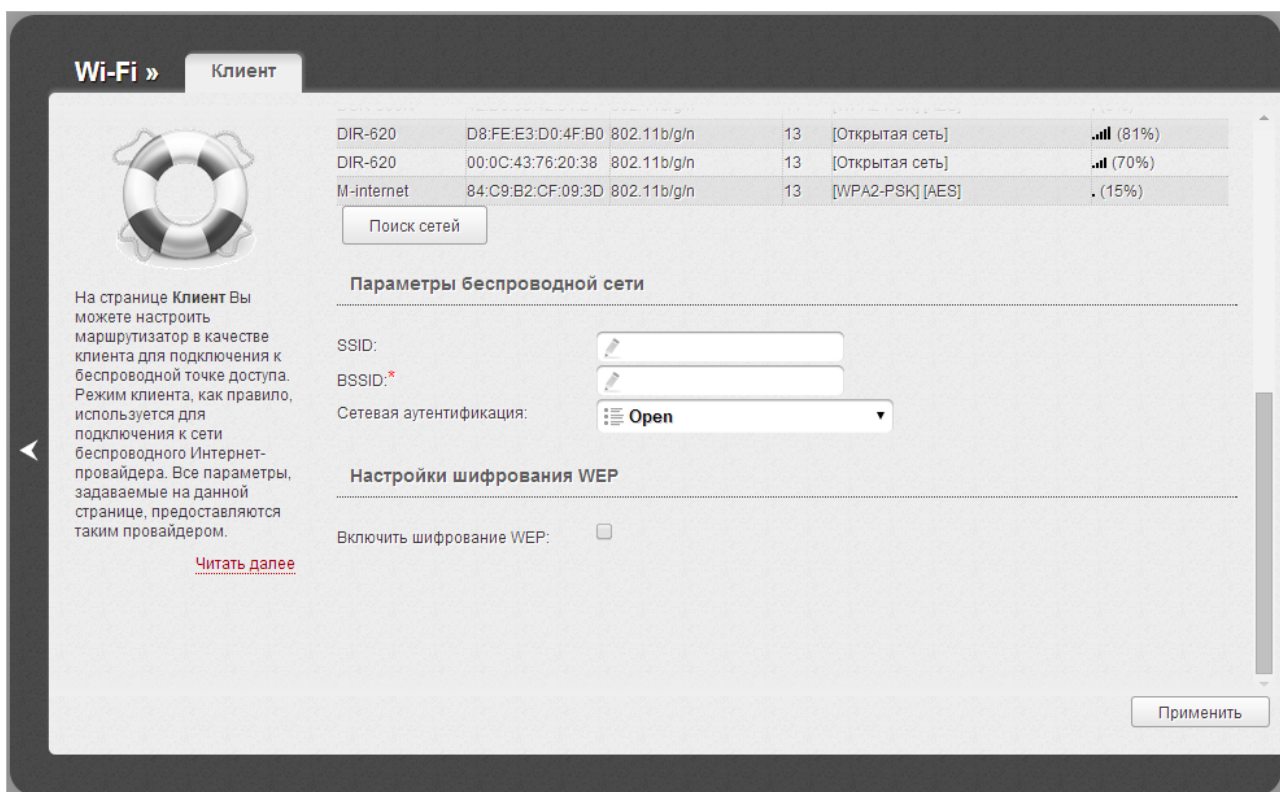 Wi-Fi »
Клиент
DIR-620 D8:FE:E3:D0:4F:B0 802.11b/g/n 13 [Открытая сеть] (81%)
DIR-620 00:0C:43:76:20:38 802.11b/g/n 13 [Открытая сеть] (70%)
M-internet 84:C9:B2:CF:09:3D 802.11b/g/n 13 [WPA2-PSK] [AES] (15%)
Поиск сетей
На странице Клиент Вы
можете настроить
маршрутизатор в качестве
клиента для подключения к
беспроводной точке доступа.
Режим клиента, как правило,
используется для
подключения к сети
беспроводного Интернет-
провайдера. Все параметры,
задаваемые на данной
странице, предоставляются
таким провайдером.
Читать далее
Параметры беспроводной сети
SSID:
BSSID:*
Сетевая аутентификация: Open
Настройки шифрования WEP
Включить шифрование WEP:
Применить